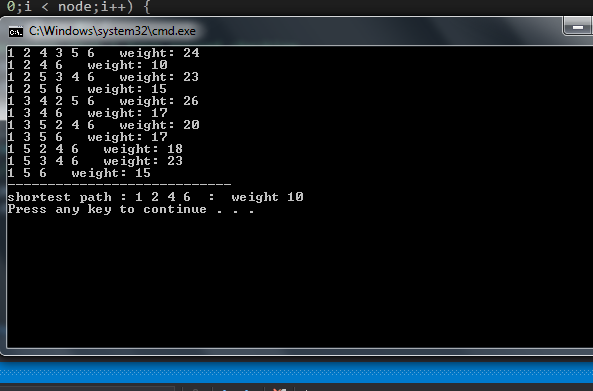 0;i < node;i++) {
C:\Windows\system32\cmd.exe
1 2 4 3 5 6   weight: 24
1 2 4 6   weight: 10
1 2 5 3 4 6   weight: 23
1 2 5 6   weight: 15
1 3 4 2 5 6   weight: 26
1 3 4 6   weight: 17
1 3 5 2 4 6   weight: 20
1 3 5 6   weight: 17
1 5 2 4 6   weight: 18
1 5 3 4 6   weight: 23
1 5 6   weight: 15
----------------------------
shortest path : 1 2 4 6  :  weight 10
Press any key to continue . . .